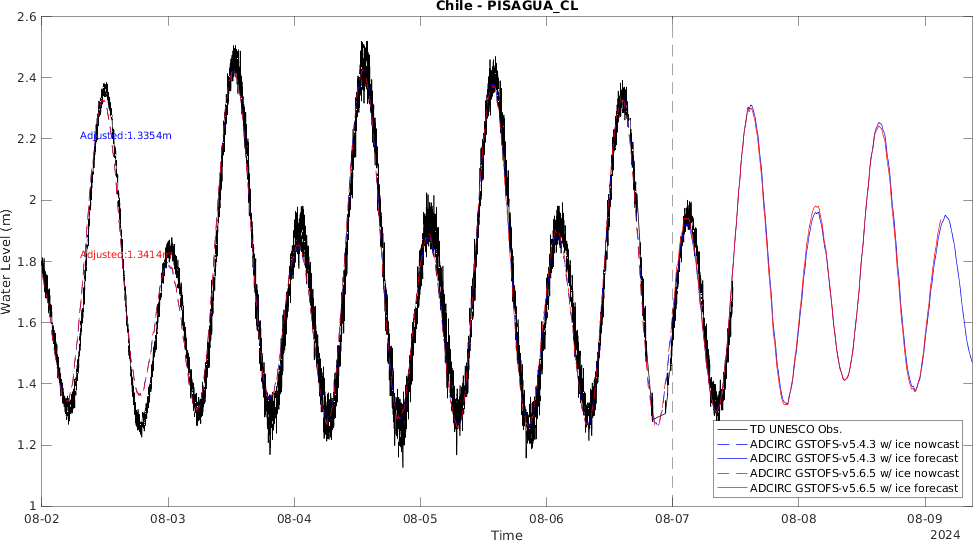 Chile - PISAGUA_CL
2.6
2.4
2.2
2
1.8
1.6
1.4
1.2
1
Water Level (m)
Adjusted:1.3354m
Adjusted:1.3414m
TD UNESCO Obs.
ADCIRC GSTOFS-v5.4.3 w/ ice nowcast
ADCIRC GSTOFS-v5.4.3 w/ ice forecast
ADCIRC GSTOFS-v5.6.5 w/ ice nowcast
ADCIRC GSTOFS-v5.6.5 w/ ice forecast
08-02 08-03 08-04 08-05 08-06 08-07 08-08 08-09
Time
2024